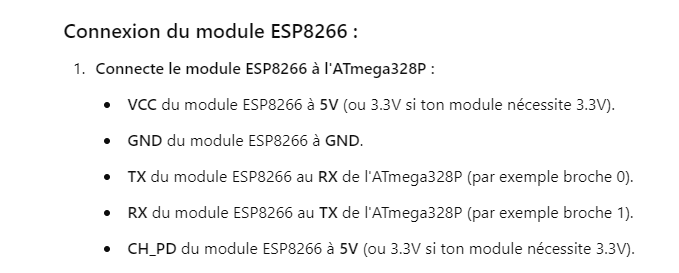 Connexion du module ESP8266 :
1. Connecte le module ESP8266 à l'ATmega328P :
• VCC du module ESP8266 à 5V (ou 3.3V si ton module nécessite 3.3V).
• GND du module ESP8266 à GND.
• TX du module ESP8266 au RX de l'ATmega328P (par exemple broche 0).
• RX du module ESP8266 au TX de l'ATmega328P (par exemple broche 1).
• CH_PD du module ESP8266 à 5V (ou 3.3V si ton module nécessite 3.3V).